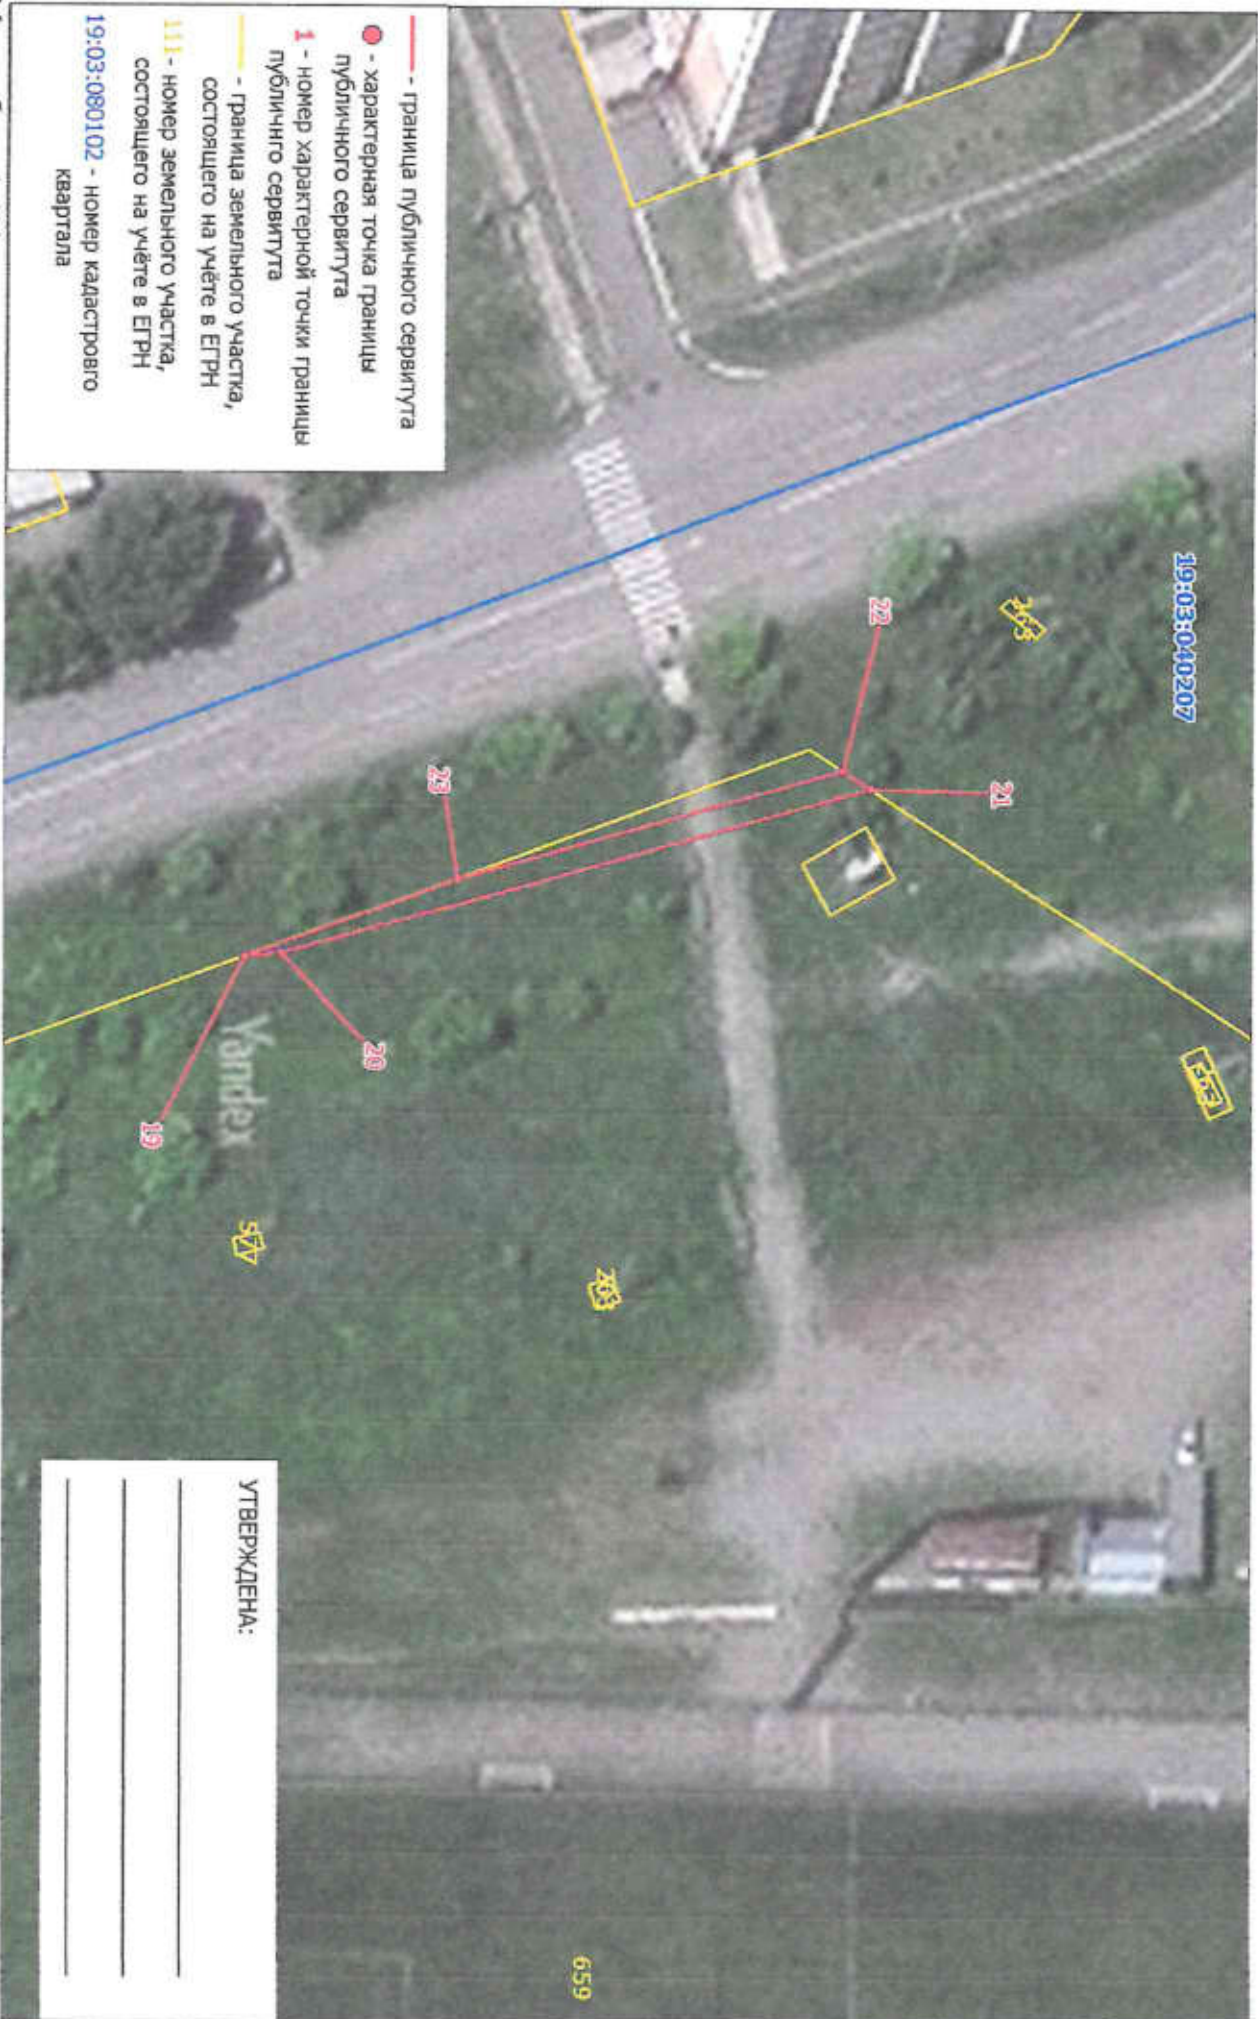 19:03:040207
22
21
23
20
19
263
577
659
Yandex
- граница публичного сервитута
- характерная точка границы
публичного сервитута
1 - номер характерной точки границы
публичнго сервитута
- граница земельного участка,
состоящего на учёте в ЕГРН
111- номер земельного участка,
состоящего на учёте в ЕГРН
19:03:080102 - номер кадастрового
квартала
УТВЕРЖДЕНА: